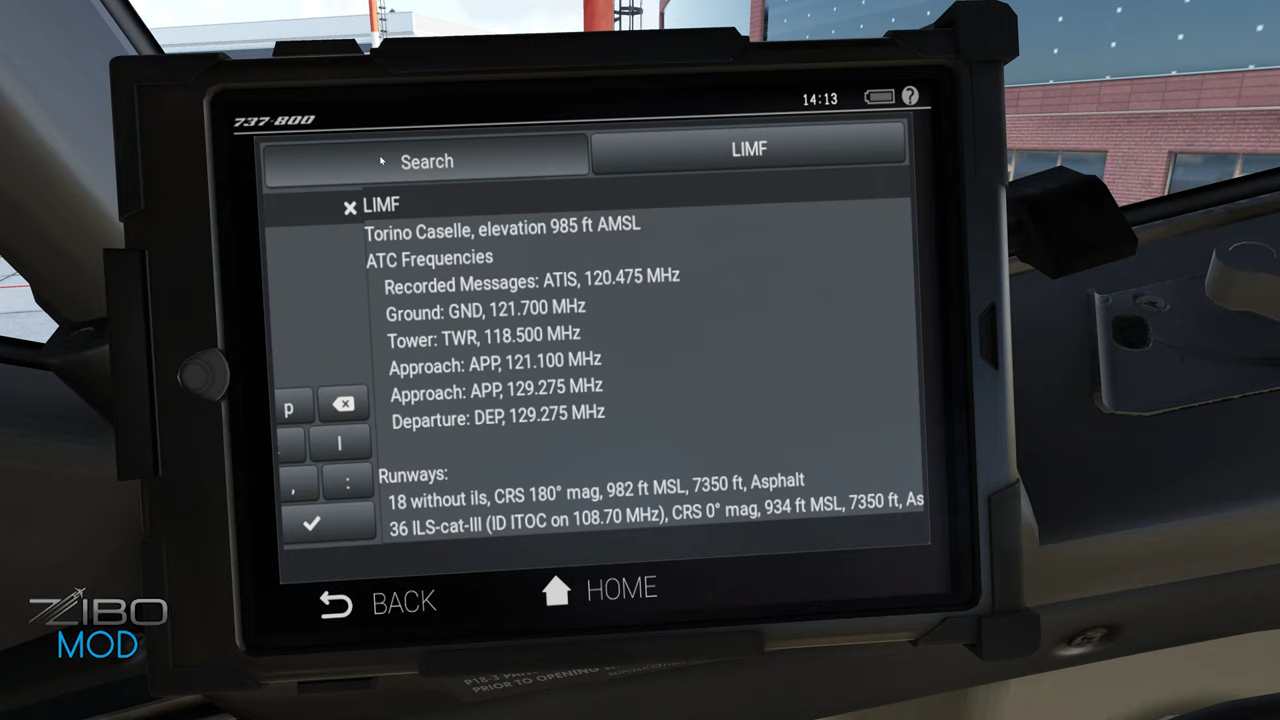 737-800
14:13
?
Search
LIMF
LIMF
Torino Caselle, elevation 985 ft AMSL
ATC Frequencies
Recorded Messages: ATIS, 120.475 MHz
Ground: GND, 121.700 MHz
Tower: TWR, 118.500 MHz
Approach: APP, 121.100 MHz
Approach: APP, 129.275 MHz
Departure: DEP, 129.275 MHz
p
l
, :
Runways:
18 without ils, CRS 180° mag, 982 ft MSL, 7350 ft, Asphalt
36 ILS-cat-III (ID ITOC on 108.70 MHz), CRS 0° mag, 934 ft MSL, 7350 ft, As
BACK
HOME
ZIBO
MOD
PRIOR TO OPENING